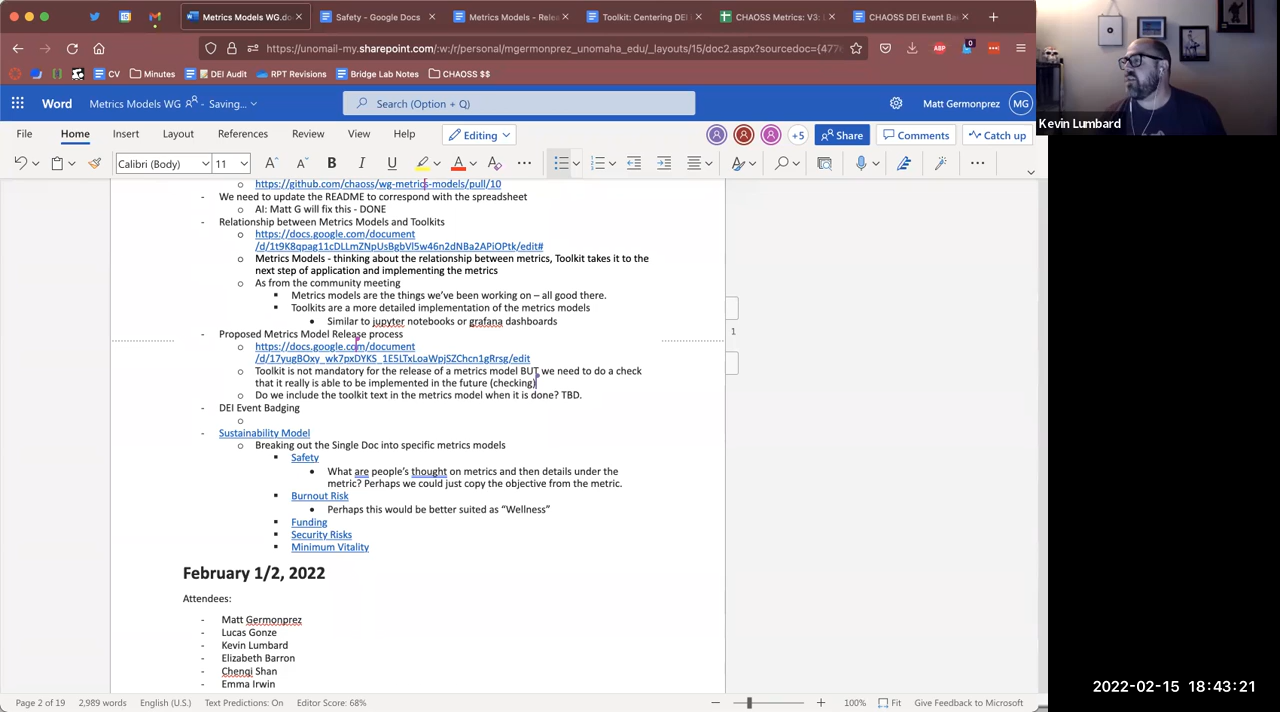 Metrics Models WG.do
Safety - Google Docs
Metrics Models - Rele
Toolkit: Centering DEI
CHAOSS Metrics: V3: L
CHAOSS DEI Event Ba
https://unomail-my.sharepoint.com/:w:/r/personal/mgermonprez_unomaha_edu/_layouts/15/doc2.aspx?sourcedoc={477
ABP
0
CV
Minutes
DEI Audit
RPT Revisions
Bridge Lab Notes
CHAOSS $$
Word
Metrics Models WG
- Saving...
Search (Option + Q)
Matt Germonprez
MG
File
Home
Insert
Layout
References
Review
View
Help
Editing
+5
Share
Comments
Catch up
Calibri (Body)
11
https://github.com/chaoss/wg-metrics-models/pull/10
- We need to update the README to correspond with the spreadsheet
o AI: Matt G will fix this - DONE
- Relationship between Metrics Models and Toolkits
o https://docs.google.com/document
/d/1t9K8qpag11cDLLmZNpUsBgbVl5w46n2dNBa2APiOPtk/edit#
o Metrics Models - thinking about the relationship between metrics, Toolkit takes it to the
next step of application and implementing the metrics
o As from the community meeting
▪ Metrics models are the things we've been working on – all good there.
▪ Toolkits are a more detailed implementation of the metrics models
• Similar to jupyter notebooks or grafana dashboards
- Proposed Metrics Model Release process
o https://docs.google.com/document
/d/17yugBOxy_wk7pxDYKS_1E5LTxLoaWpjSZChcn1gRrsg/edit
o Toolkit is not mandatory for the release of a metrics model BUT we need to do a check
that it really is able to be implemented in the future (checking)
o Do we include the toolkit text in the metrics model when it is done? TBD.
- DEI Event Badging
o
- Sustainability Model
o Breaking out the Single Doc into specific metrics models
▪ Safety
• What are people's thought on metrics and then details under the
metric? Perhaps we could just copy the objective from the metric.
▪ Burnout Risk
• Perhaps this would be better suited as "Wellness"
▪ Funding
▪ Security Risks
▪ Minimum Vitality
February 1/2, 2022
Attendees:
- Matt Germonprez
- Lucas Gonze
- Kevin Lumbard
- Elizabeth Barron
- Chenqi Shan
- Emma Irwin
1
Page 2 of 19
2,989 words
English (U.S.)
Text Predictions: On
Editor Score: 68%
100%
Fit
Give Feedback to Microsoft
Kevin Lumbard
2022-02-15 18:43:21